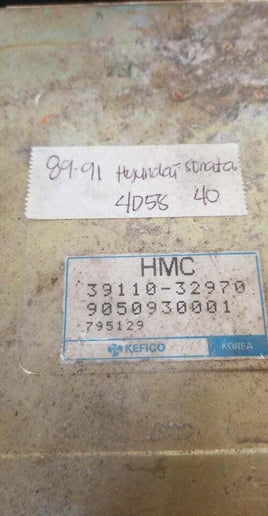 89-91 Hyundai sonata
4058 40
HMC
39110-32970
9050930001
795129
KEFICO KOREA